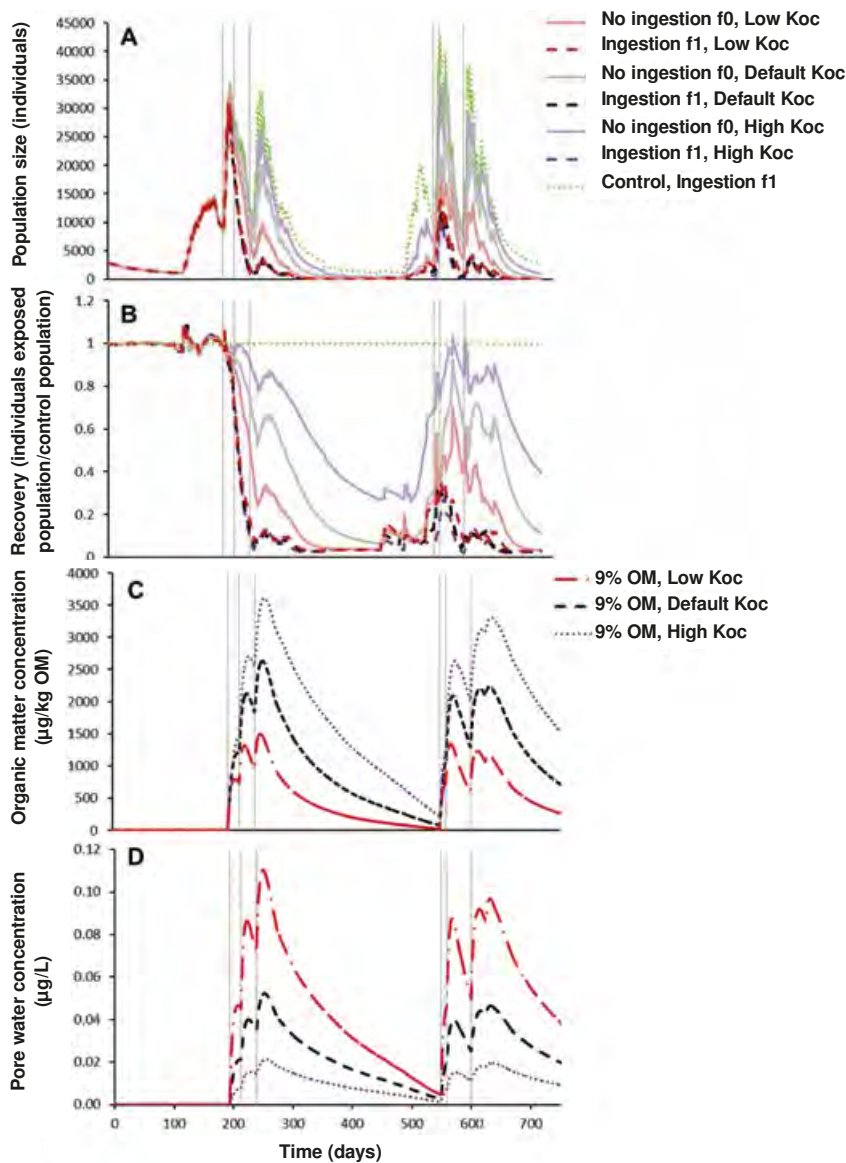 A
Population size (individuals)
45000
40000
35000
30000
25000
20000
15000
10000
5000
0
No ingestion f0, Low Koc
Ingestion f1, Low Koc
No ingestion f0, Default Koc
Ingestion f1, Default Koc
No ingestion f0, High Koc
Ingestion f1, High Koc
Control, Ingestion f1
B
Recovery (individuals exposed
population/control population)
1.2
1
0.8
0.6
0.4
0.2
0
C
Organic matter concentration
(µg/kg OM)
4000
3500
3000
2500
2000
1500
1000
500
0
9% OM, Low Koc
9% OM, Default Koc
9% OM, High Koc
D
Pore water concentration
(µg/L)
0.12
0.10
0.08
0.06
0.04
0.02
0.00
0 100 200 300 400 500 600 700
Time (days)